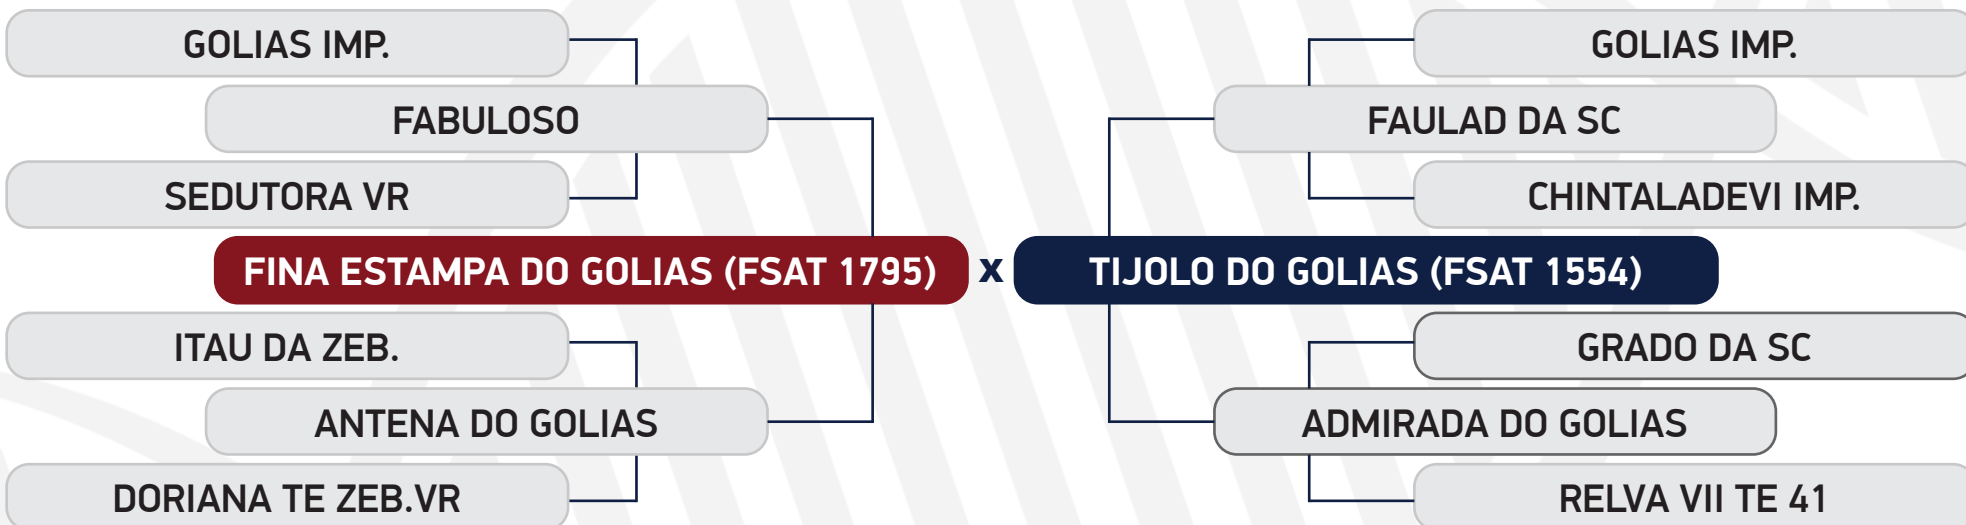 GOLIAS IMP.
GOLIAS IMP.
FABULOSO
FAULAD DA SC
SEDUTORA VR
CHINTALADEVI IMP.
FINA ESTAMPA DO GOLIAS (FSAT 1795) x TIJOLO DO GOLIAS (FSAT 1554)
ITAU DA ZEB.
GRADO DA SC
ANTENA DO GOLIAS
ADMIRADA DO GOLIAS
DORIANA TE ZEB.VR
RELVA VII TE 41